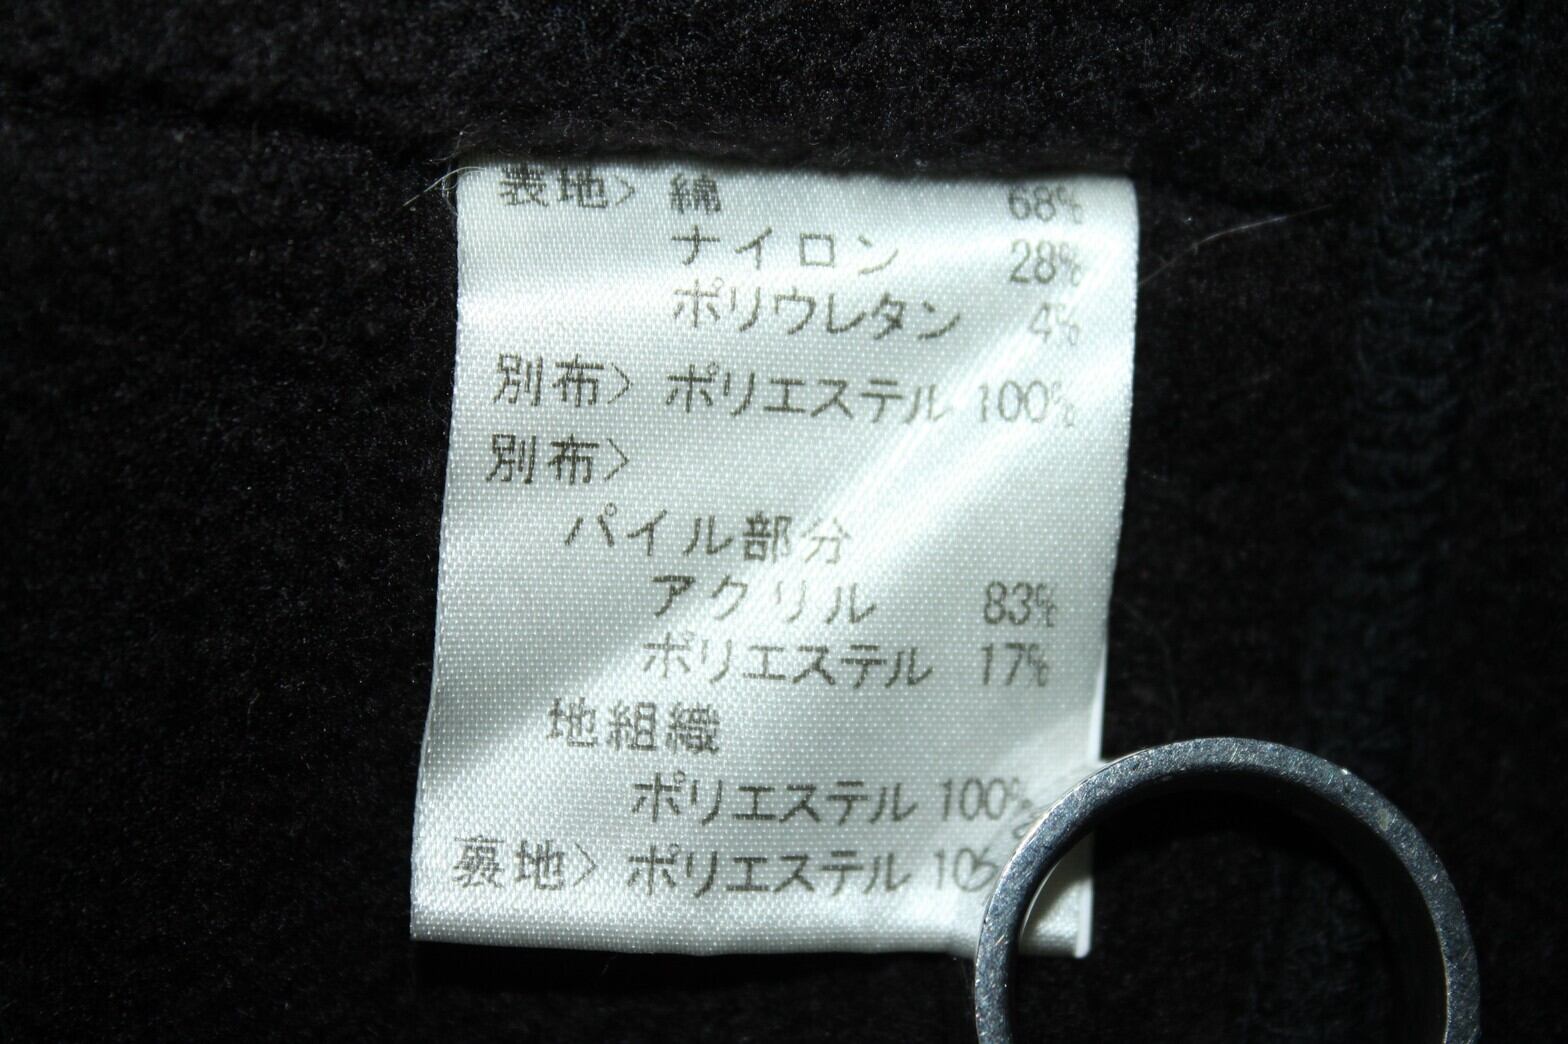 表地〉 綿 68%
ナイロン 28%
ポリウレタン 4%
別布〉 ポリエステル 100%
別布〉
パイル部分
アクリル 83%
ポリエステル 17%
地組織
ポリエステル 100%
裏地〉 ポリエステル